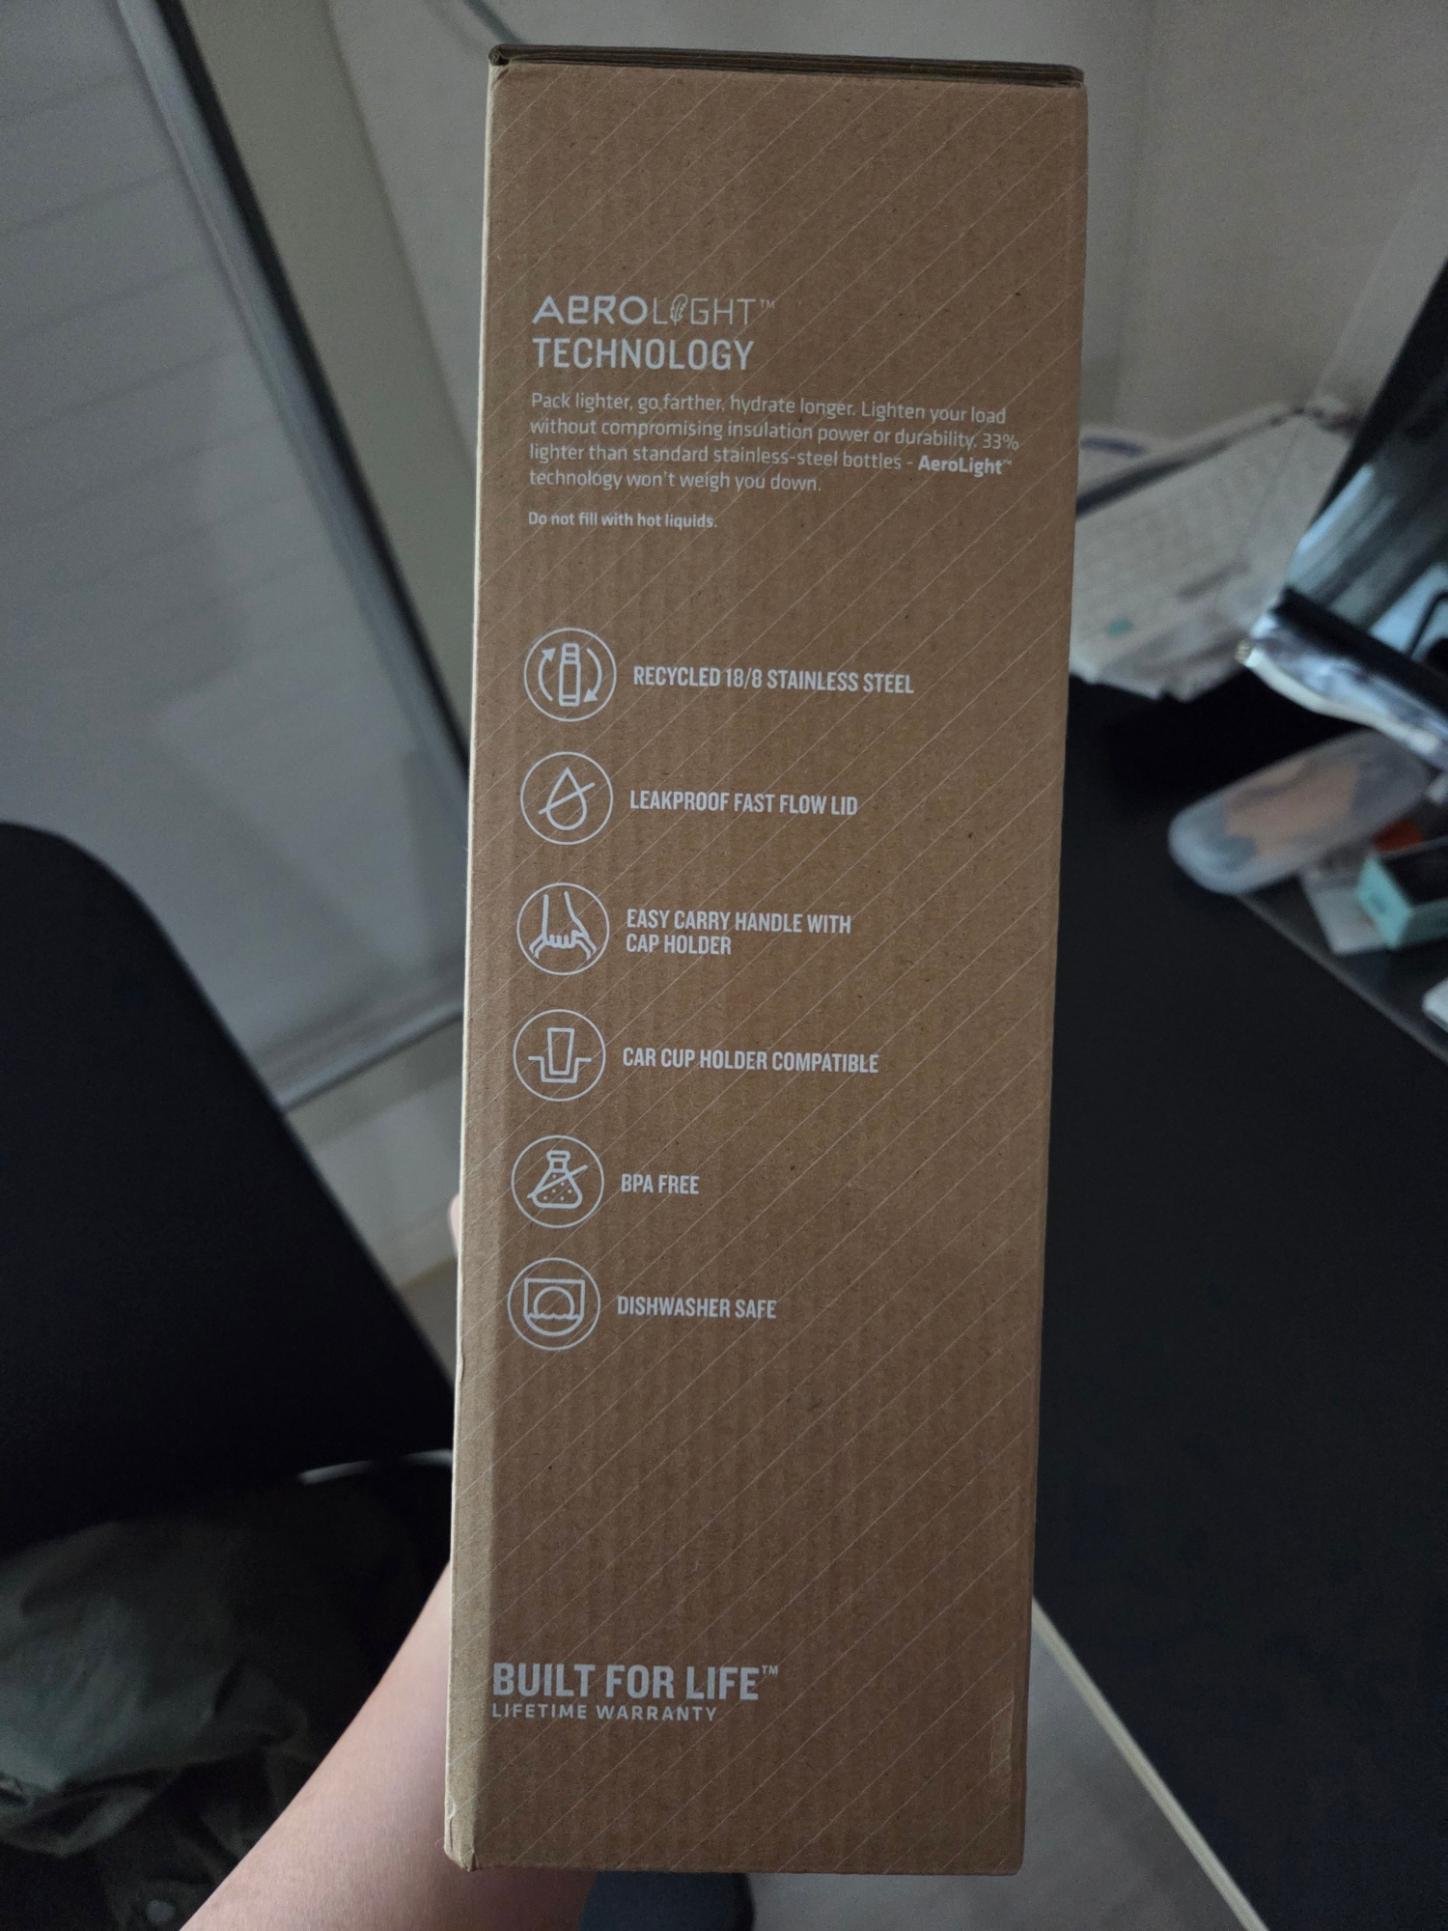 AEROLIGHT™
TECHNOLOGY
Pack lighter, go farther, hydrate longer. Lighten your load
without compromising insulation power or durability. 33%
lighter than standard stainless-steel bottles - AeroLight™
technology won't weigh you down.
Do not fill with hot liquids.
RECYCLED 18/8 STAINLESS STEEL
LEAKPROOF FAST FLOW LID
EASY CARRY HANDLE WITH
CAP HOLDER
CAR CUP HOLDER COMPATIBLE
BPA FREE
DISHWASHER SAFE
BUILT FOR LIFE™
LIFETIME WARRANTY